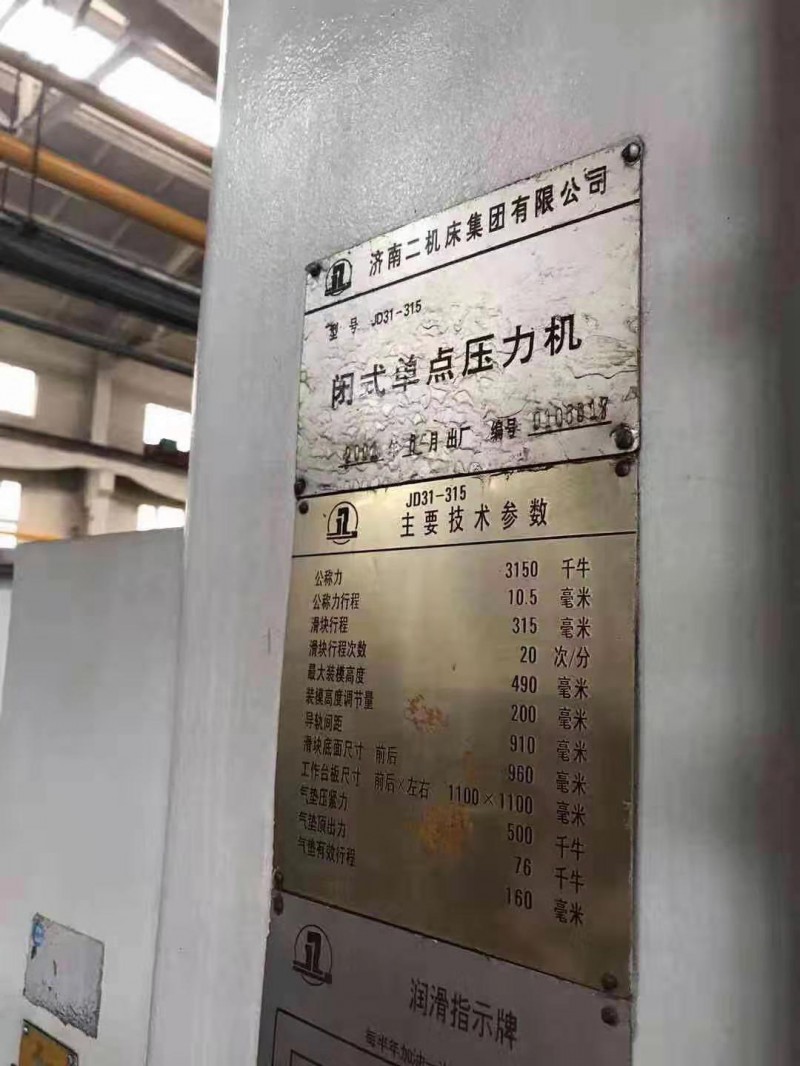 济南二机床集团有限公司
型号 JD31-315
闭式单点压力机
年 月出厂 编号
JD31-315
主要技术参数
公称力 3150 千牛
公称力行程 10.5 毫米
滑块行程 315 毫米
滑块行程次数 20 次/分
最大装模高度 490 毫米
装模高度调节量 200 毫米
导轨间距 910 毫米
滑块底面尺寸 前后 960 毫米
工作台板尺寸 前后×左右 1100×1100 毫米
气垫压紧力 500 千牛
气垫顶出力 76 千牛
气垫有效行程 160 毫米
润滑指示牌
每半年加油一